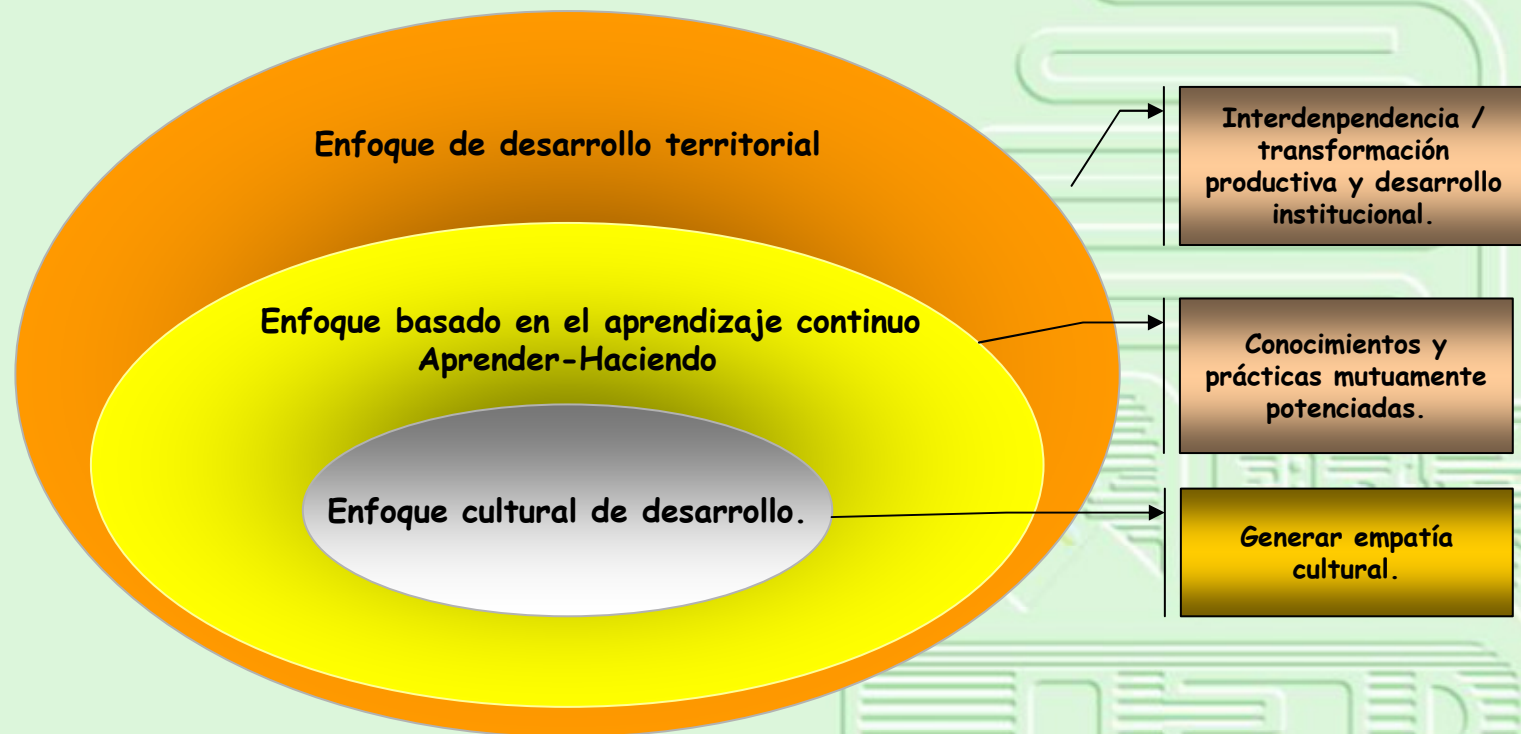 Enfoque de desarrollo territorial
Interdenpendencia /
transformación
productiva y desarrollo
institucional.
Enfoque basado en el aprendizaje continuo
Aprender-Haciendo
Conocimientos y
prácticas mutuamente
potenciadas.
Enfoque cultural de desarrollo.
Generar empatía
cultural.